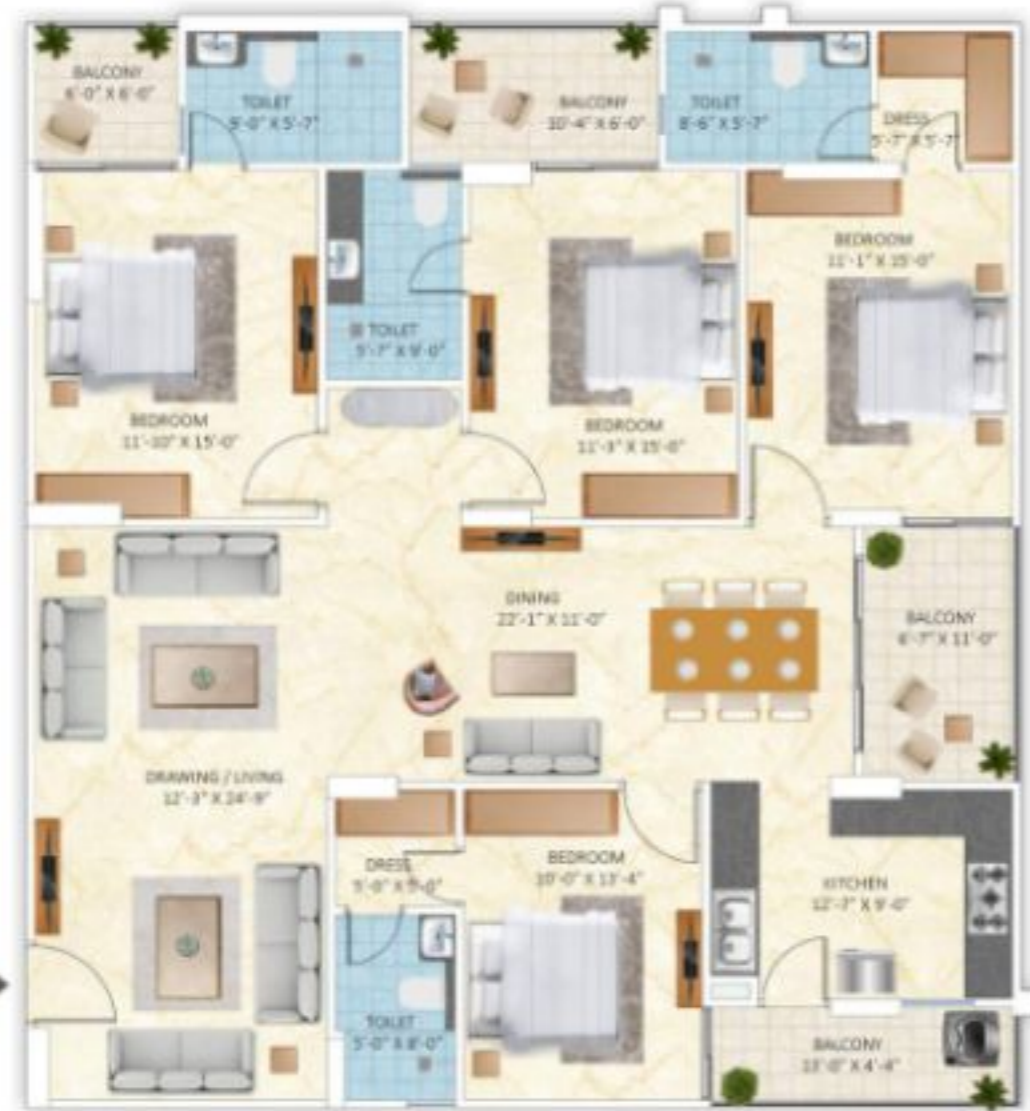 BALCONY
6'-0" X 6'-0"
TOILET
9'-0" X 5'-7"
BALCONY
10'-4" X 6'-0"
TOILET
8'-6" X 5'-7"
DRESS
5'-7" X 5'-7"
BEDROOM
11'-1" X 15'-0"
TOILET
5'-7" X 9'-0"
BEDROOM
11'-10" X 15'-0"
BEDROOM
11'-3" X 15'-0"
DINING
22'-1" X 11'-0"
BALCONY
6'-7" X 11'-0"
DRAWING / LIVING
12'-3" X 24'-9"
DRESS
5'-0" X 5'-0"
BEDROOM
10'-0" X 13'-4"
KITCHEN
12'-7" X 9'-0"
TOILET
5'-0" X 8'-0"
BALCONY
13'-0" X 4'-4"